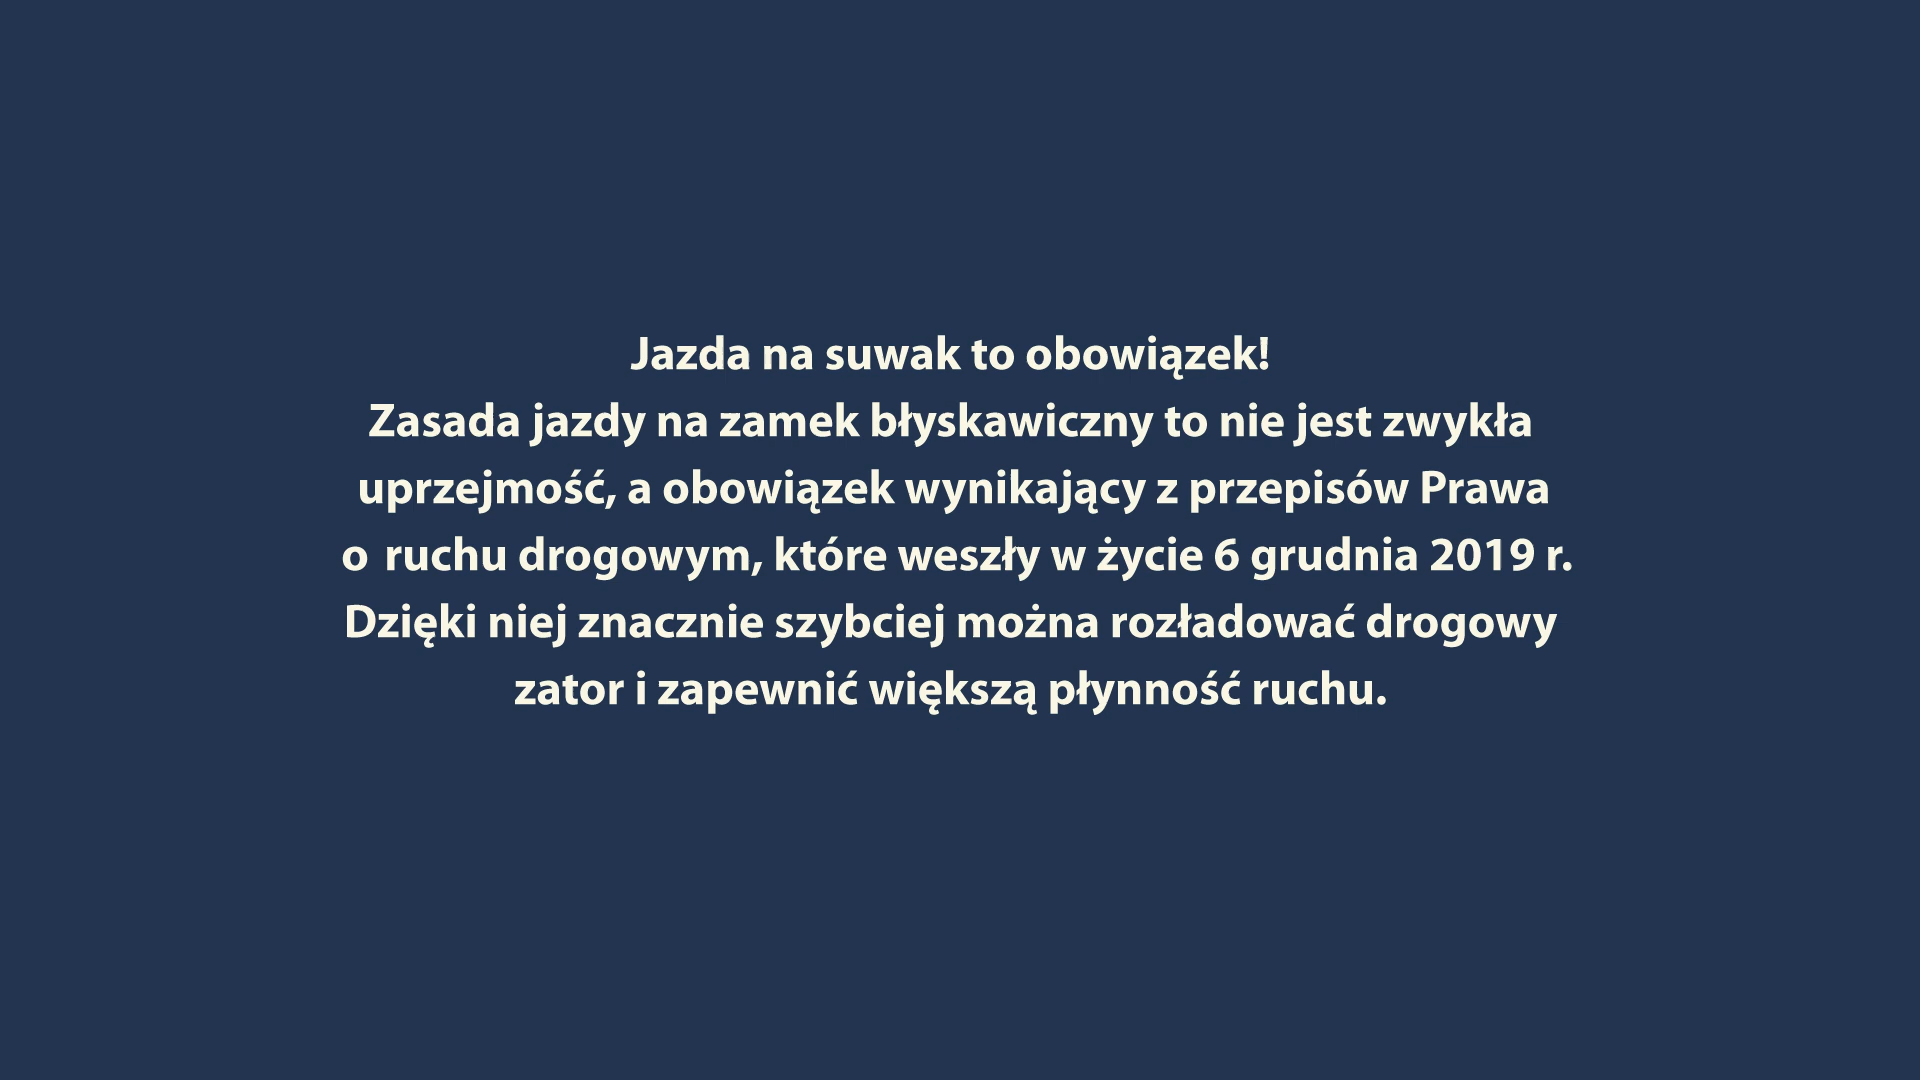 Jazda na suwak to obowiązek!
Zasada jazdy na zamek błyskawiczny to nie jest zwykła
uprzejmość, a obowiązek wynikający z przepisów Prawa
o ruchu drogowym, które weszły w życie 6 grudnia 2019 r.
Dzięki niej znacznie szybciej można rozładować drogowy
zator i zapewnić większą płynność ruchu.